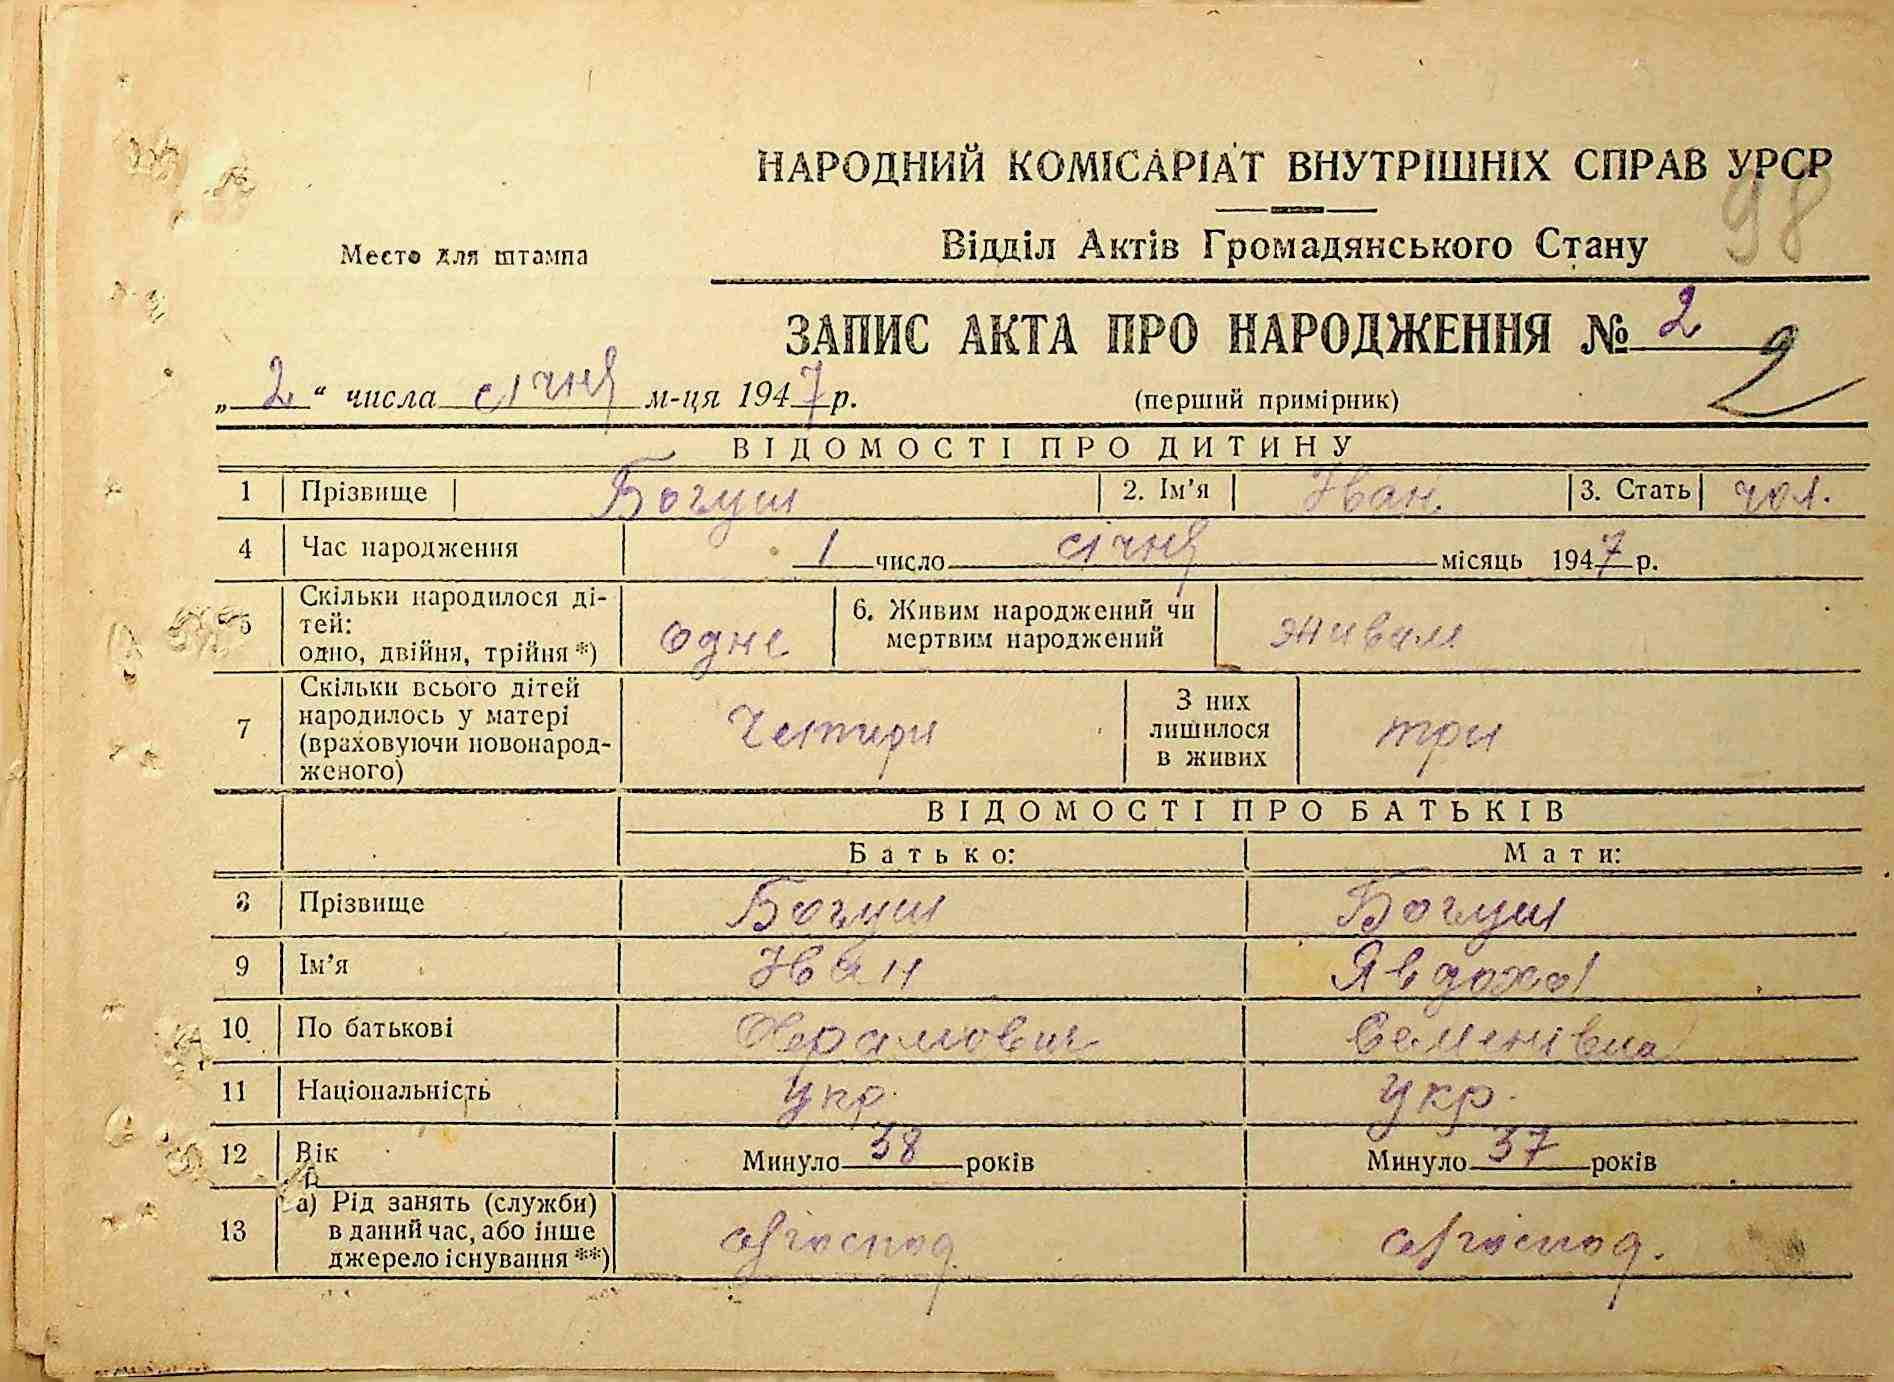 НАРОДНИЙ КОМІСАРІАТ ВНУТРІШНІХ СПРАВ УРСР
98
Место для штампа
Відділ Актів Громадянського Стану
ЗАПИС АКТА ПРО НАРОДЖЕННЯ № 2
2
„2“ числа січня м-ця 1947 р. (перший примірник)
ВІДОМОСТІ ПРО ДИТИНУ
1 Прізвище Богуш 2. Ім’я Іван 3. Стать чол.
4 Час народження 1 число січня місяць 1947 р.
5 Скільки народилося ді-
тей:
одно, двійня, трійня *) одне 6. Живим народжений чи
мертвим народжений живим
7 Скільки всього дітей
народилось у матері
(враховуючи новонарод-
женого) Чотири З них
лишилося
в живих три
ВІДОМОСТІ ПРО БАТЬКІВ
Батько: Мати:
8 Прізвище Богуш Богуш
9 Ім’я Іван Явдоха
10 По батькові Семенівна
11 Національність укр. укр.
12 Вік Минуло 38 років Минуло 37 років
13 а) Рід занять (служби)
в даний час, або інше
джерело існування **)